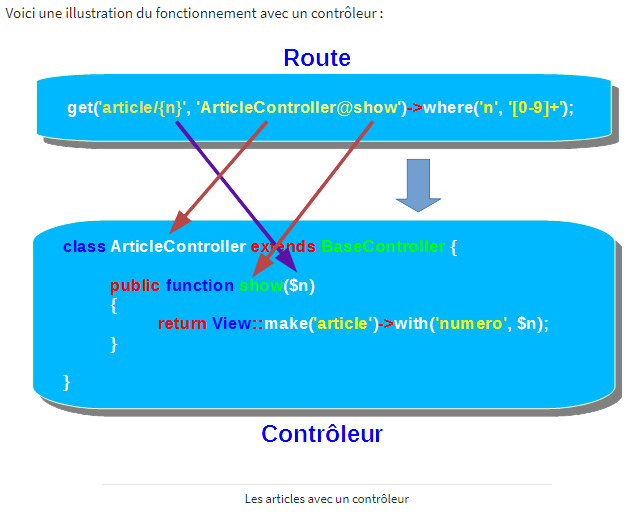 Voici une illustration du fonctionnement avec un contrôleur :
Route
get('article/{n}', 'ArticleController@show')->where('n', '[0-9]+');
class ArticleController extends BaseController {
public function show($n)
{
return View::make('article')->with('numero', $n);
}
}
Contrôleur
Les articles avec un contrôleur